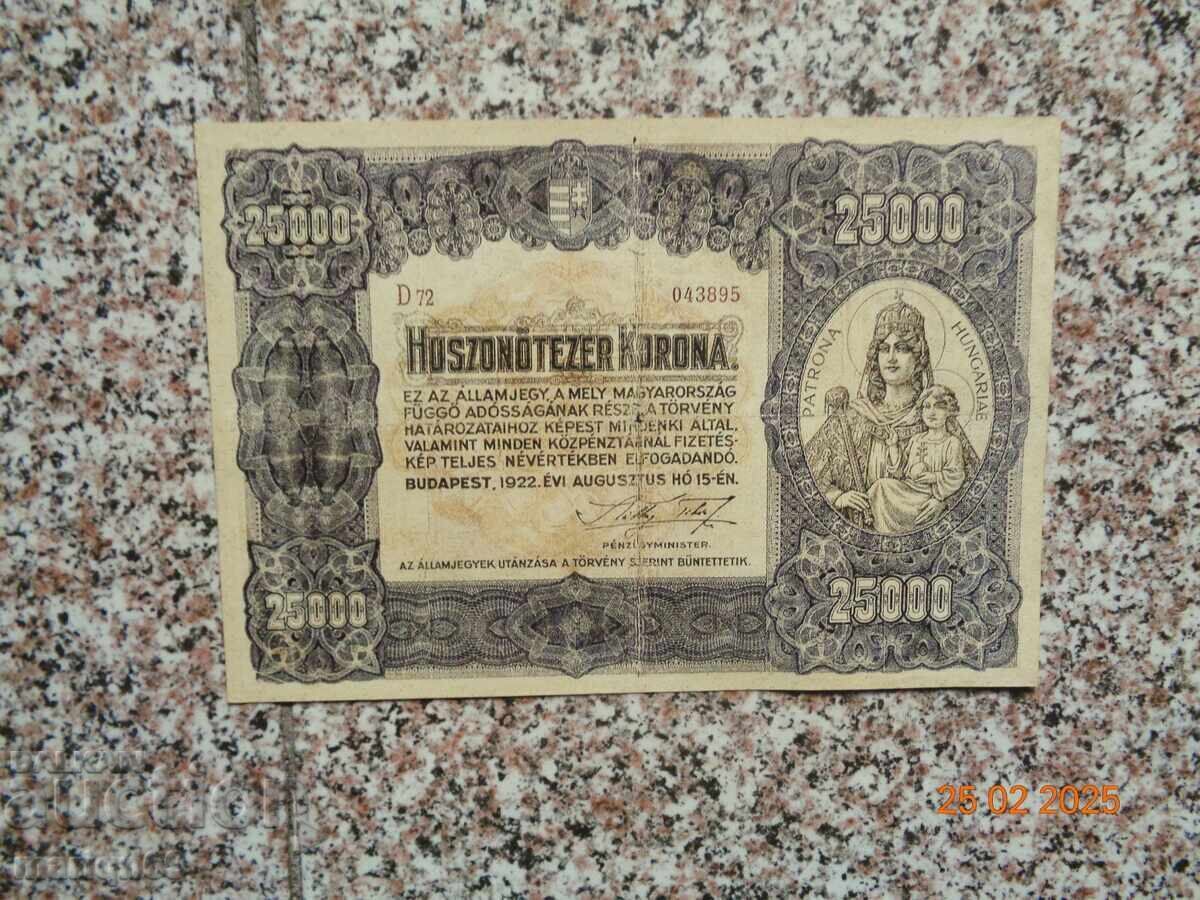 25000
25000
D 72
043895
HUSZONÖTEZER KORONA.
EZ AZ ÁLLAMJEGY, A MELY MAGYARORSZÁG
FÜGGŐ ADÓSSÁGÁNAK RÉSZE, A TÖRVÉNY
HATÁROZATAIHOZ KÉPEST MINDENKI ÁLTAL,
VALAMINT MINDEN KÖZPÉNZTÁRNÁL FIZETÉS-
KÉP TELJES NÉVÉRTÉKBEN ELFOGADANDÓ.
BUDAPEST, 1922. ÉVI AUGUSZTUS HÓ 15-ÉN.
PÉNZÜGYMINISTER.
AZ ÁLLAMJEGYEK UTÁNZÁSA A TÖRVÉNY SZERINT BÜNTETTETIK.
PATRONA HUNGARIAE
25000
25000
25 02 2025
auction